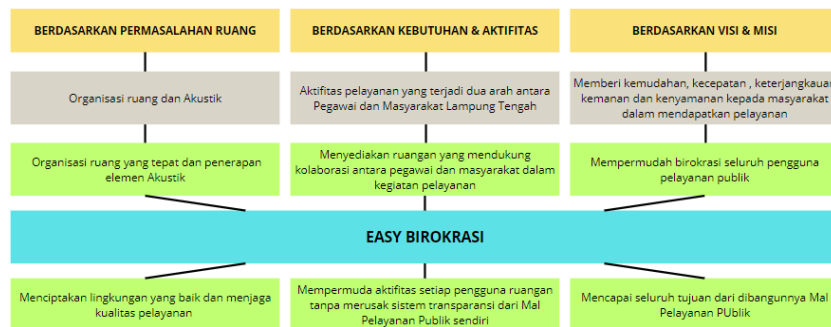 BERDASARKAN PERMASALAHAN RUANG
BERDASARKAN KEBUTUHAN & AKTIFITAS
BERDASARKAN VISI & MISI
Organisasi ruang dan Akustik
Aktifitas pelayanan yang terjadi dua arah antara
Pegawai dan Masyarakat Lampung Tengah
Memberi kemudahan, kecepatan , keterjangkauan
kemanan dan kenyamanan kepada masyarakat
dalam mendapatkan pelayanan
Organisasi ruang yang tepat dan penerapan
elemen Akustik
Menyediakan ruangan yang mendukung
kolaborasi antara pegawai dan masyarakat dalam
kegiatan pelayanan
Mempermudah birokrasi seluruh pengguna
pelayanan publik
EASY BIROKRASI
Menciptakan lingkungan yang baik dan menjaga
kualitas pelayanan
Mempermuda aktifitas setiap pengguna ruangan
tanpa merusak sistem transparansi dari Mal
Pelayanan Publik sendiri
Mencapai seluruh tujuan dari dibangunnya Mal
Pelayanan PUblik